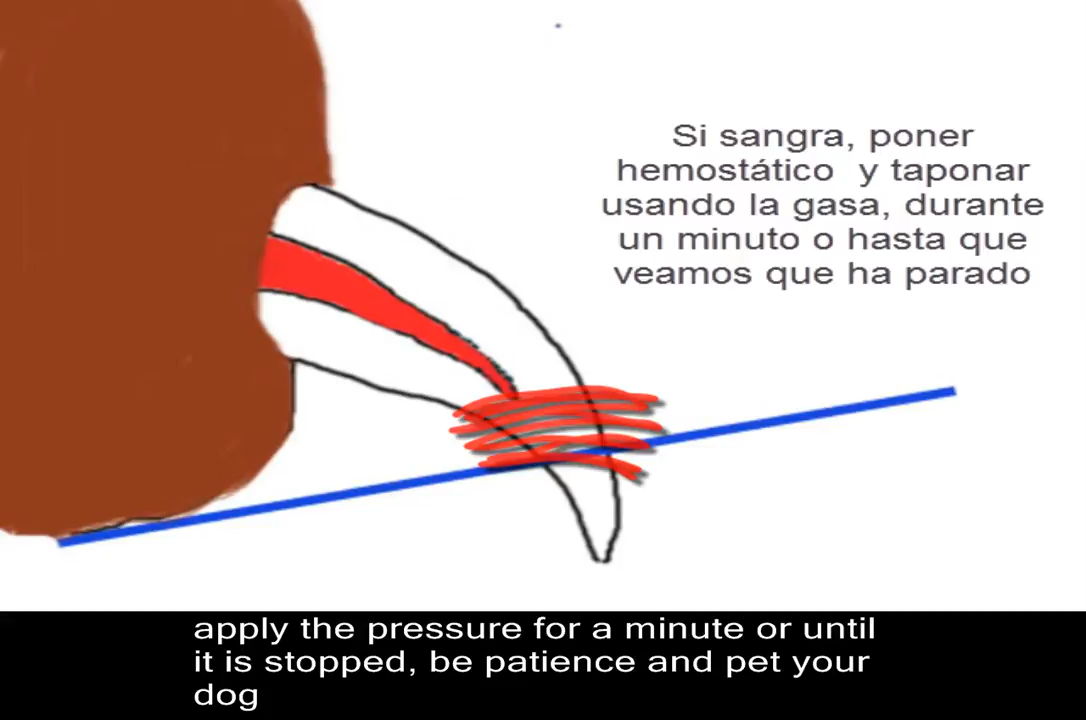 Si sangra, poner
hemostático y taponar
usando la gasa, durante
un minuto o hasta que
veamos que ha parado
apply the pressure for a minute or until
it is stopped, be patience and pet your
dog